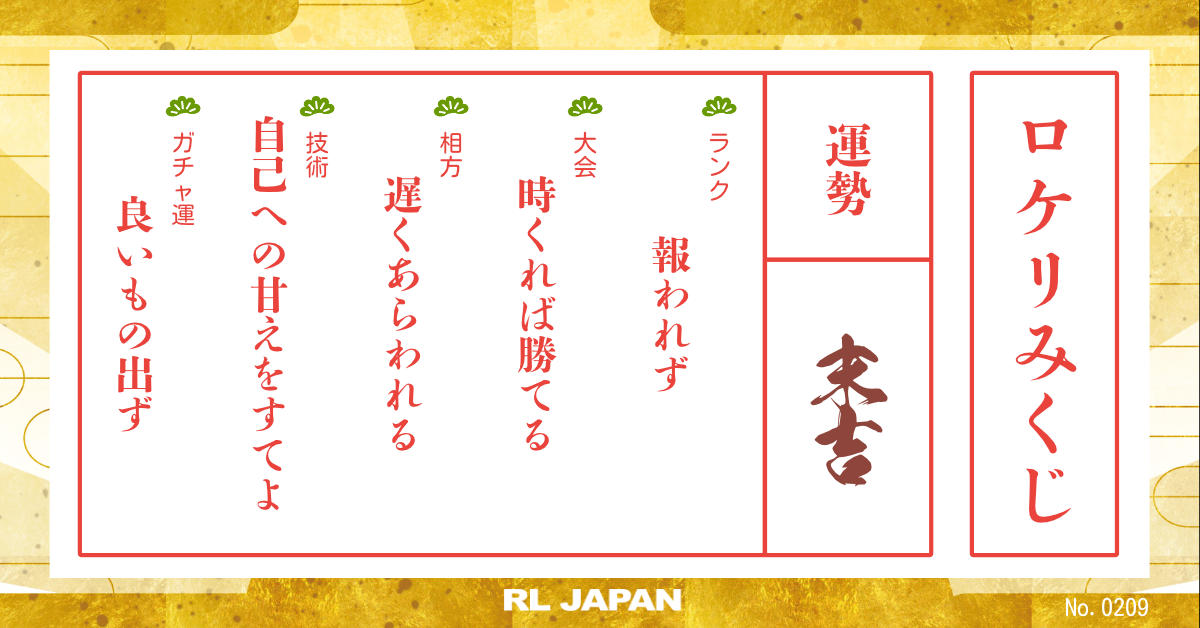 ロケリみくじ
運勢
末吉
ランク
報われず
大会
時くれば勝てる
相方
遅くあらわれる
技術
自己への甘えをすてよ
ガチャ運
良いもの出ず
RL JAPAN
No. 0209